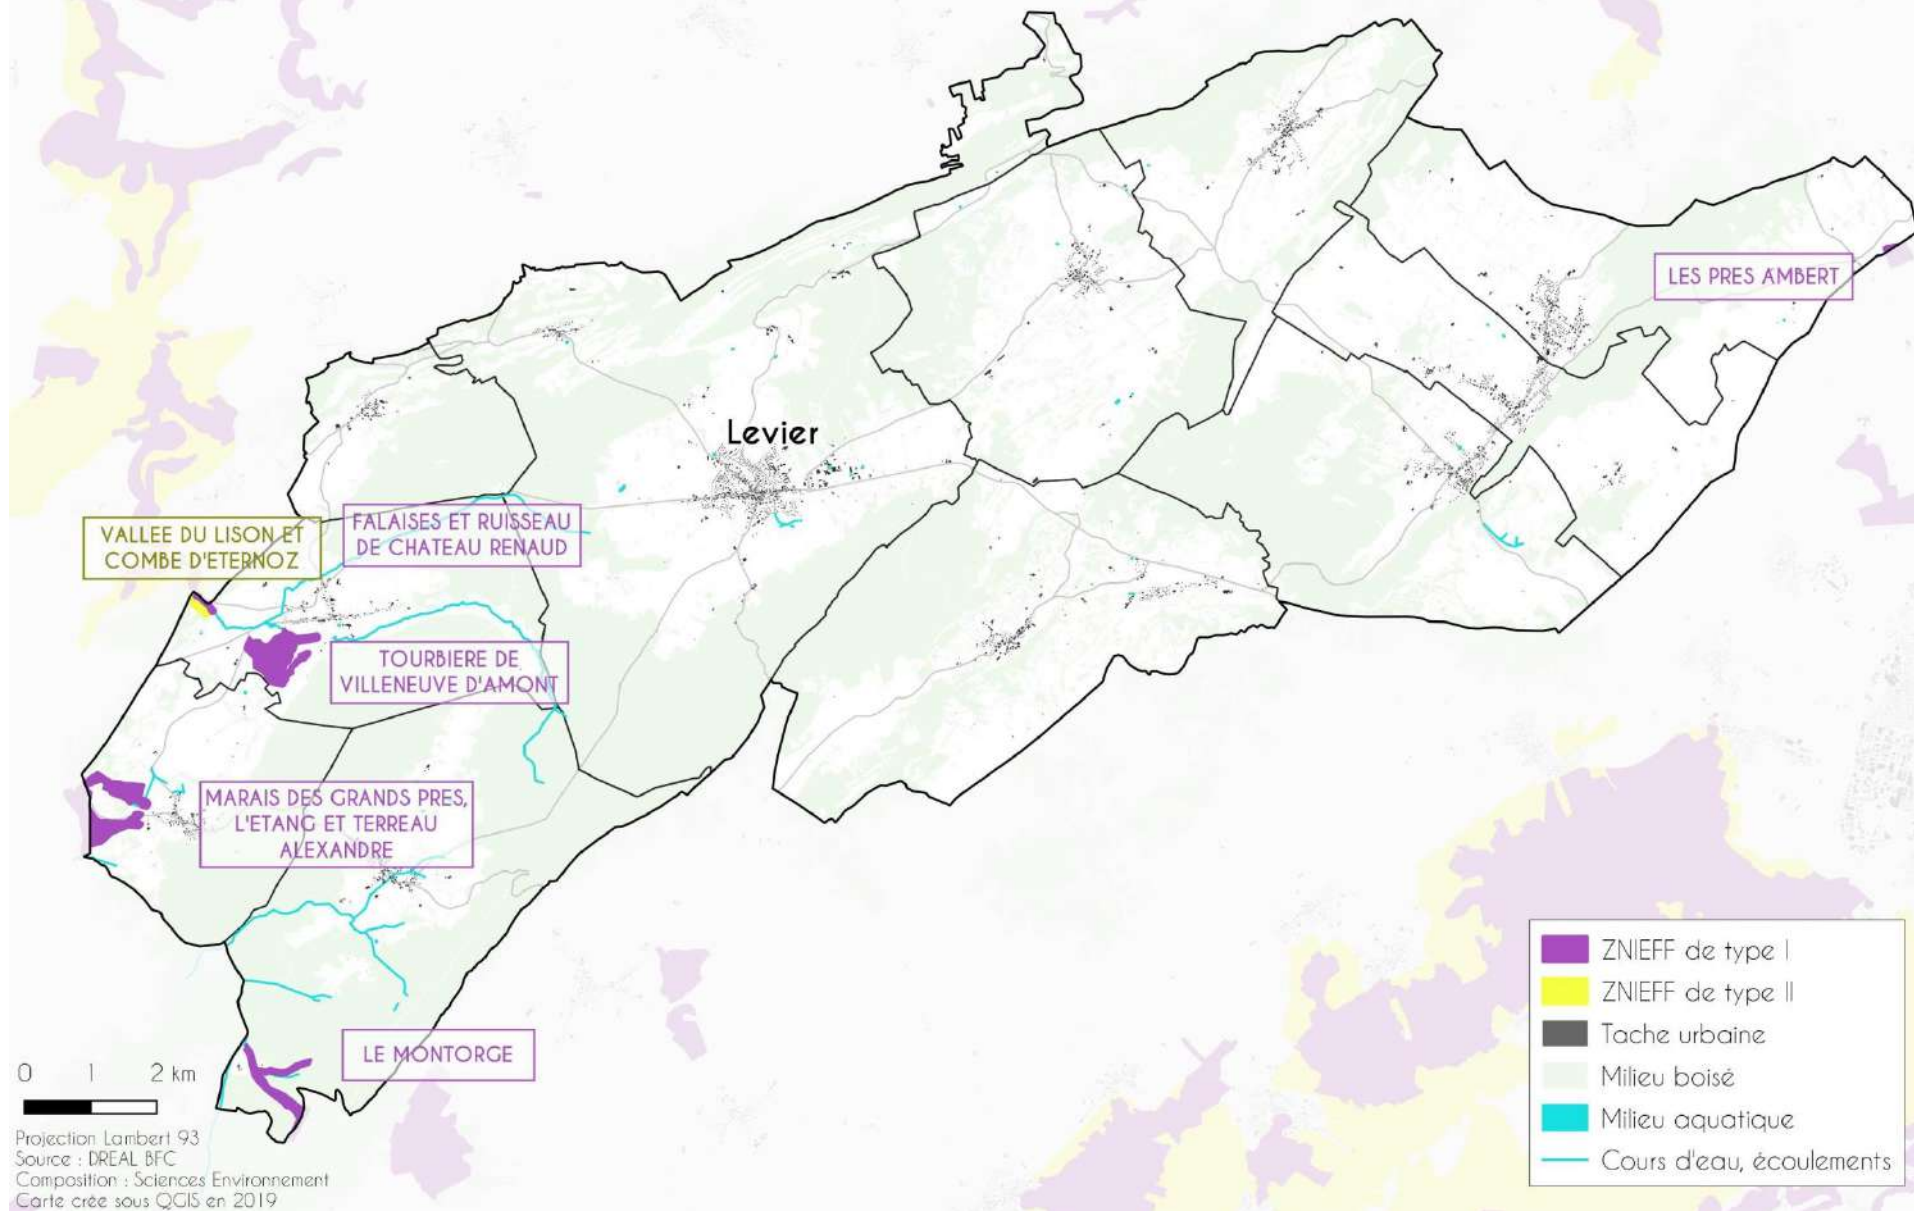 LES PRES AMBERT
Levier
VALLEE DU LISON ET
COMBE D'ETERNOZ
FALAISES ET RUISSEAU
DE CHATEAU RENAUD
TOURBIERE DE
VILLENEUVE D'AMONT
MARAIS DES GRANDS PRES,
L'ETANG ET TERREAU
ALEXANDRE
LE MONTORGE
ZNIEFF de type I
ZNIEFF de type II
Tache urbaine
Milieu boisé
Milieu aquatique
Cours d'eau, écoulements
0 1 2 km
Projection Lambert 93
Source : DREAL BFC
Composition : Sciences Environnement
Carte crée sous QGIS en 2019